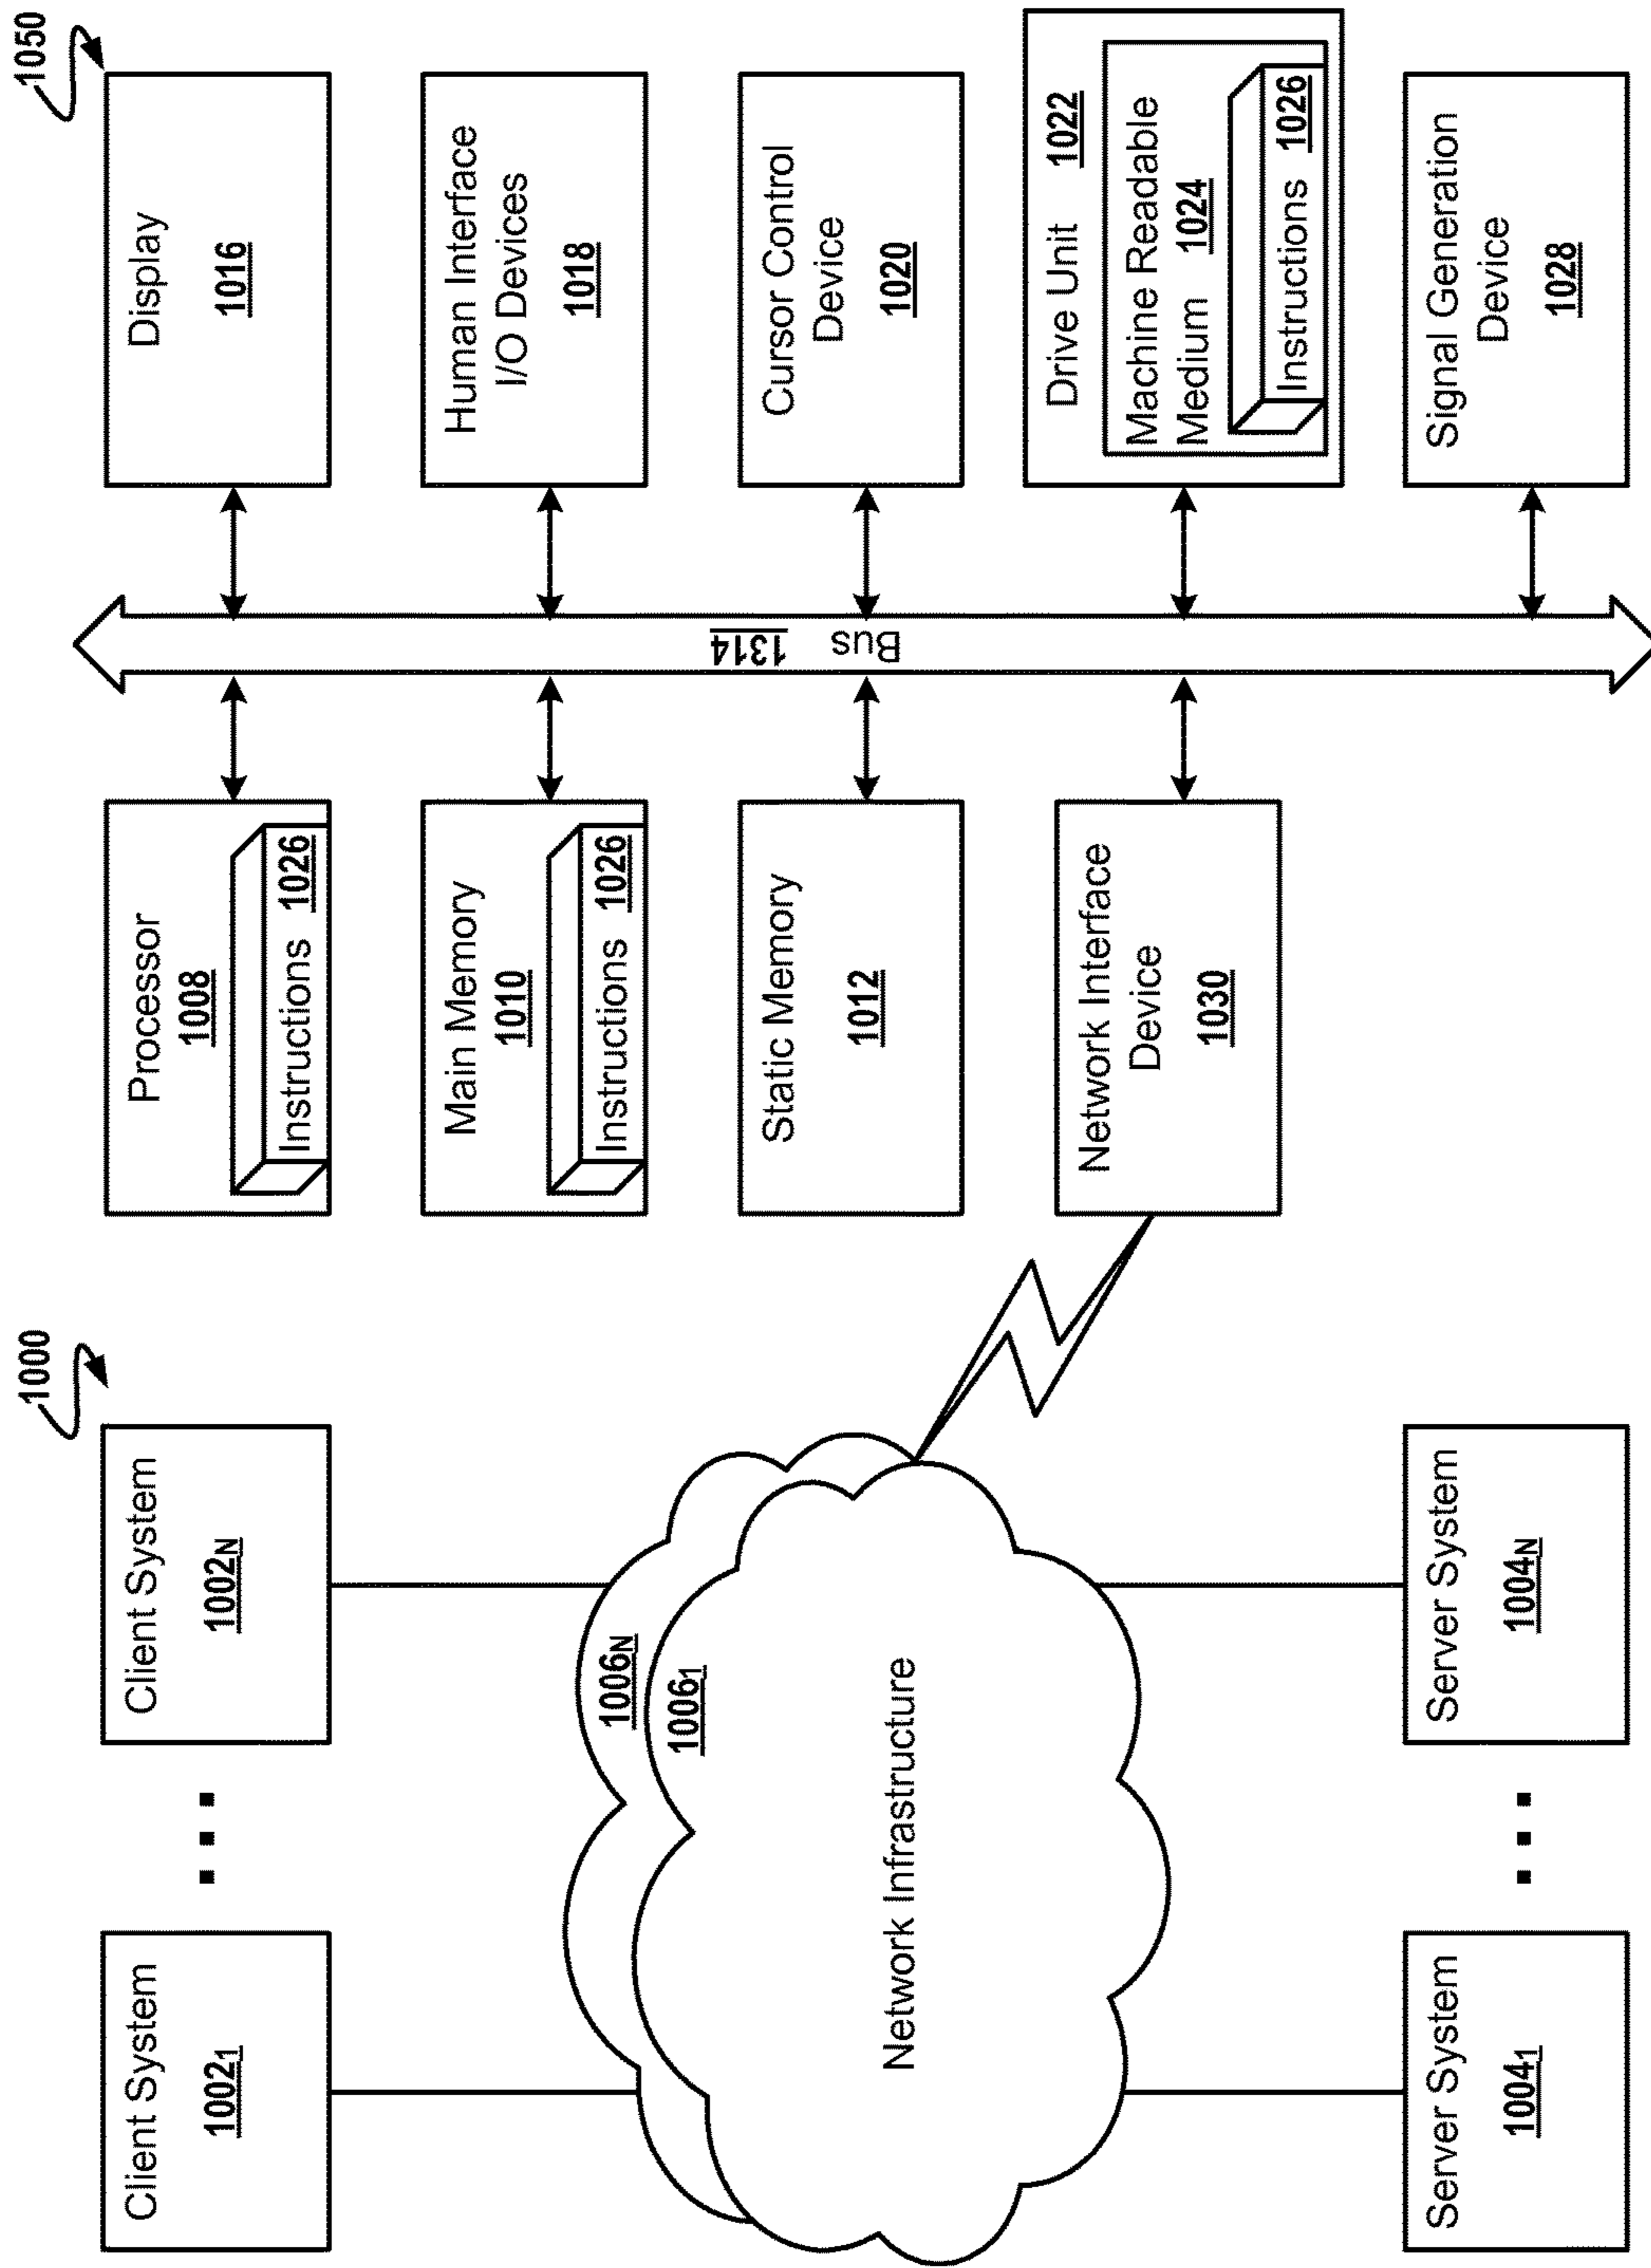 1000
Client System
1002₁
Client System
1002N
1006N
1006₁
Network Infrastructure
Server System
1004₁
Server System
1004N
1050
Processor
1008
Instructions 1026
Main Memory
1010
Instructions 1026
Static Memory
1012
Network Interface
Device
1030
Bus 1314
Display
1016
Human Interface
I/O Devices
1018
Cursor Control
Device
1020
Drive Unit 1022
Machine Readable
Medium 1024
Instructions 1026
Signal Generation
Device
1028